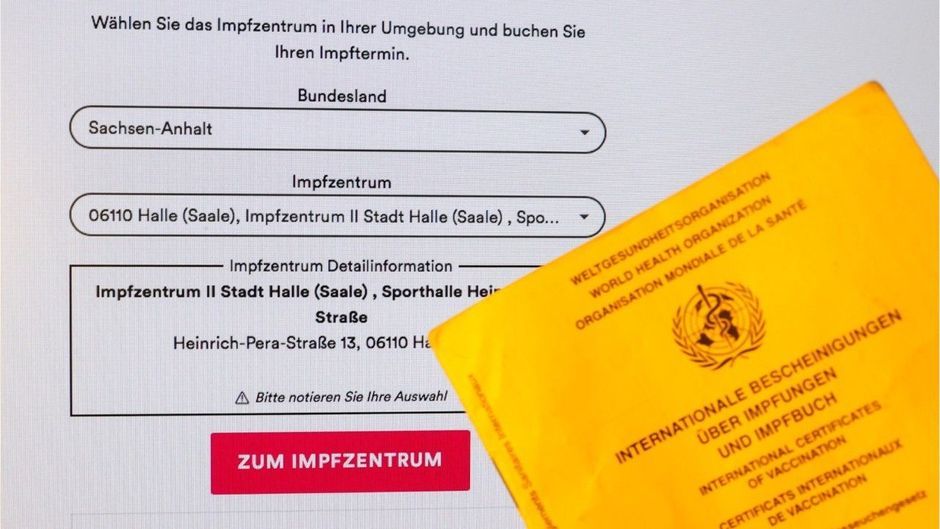 Wählen Sie das Impfzentrum in Ihrer Umgebung und buchen Sie
Ihren Impftermin.
Bundesland
Sachsen-Anhalt
Impfzentrum
06110 Halle (Saale), Impfzentrum II Stadt Halle (Saale) , Spo...
Impfzentrum Detailinformation
Impfzentrum II Stadt Halle (Saale) , Sporthalle
Straße
Heinrich-Pera-Straße 13, 06110
⚠ Bitte notieren Sie Ihre Auswahl
ZUM IMPFZENTRUM
WELTGESUNDHEITSORGANISATION
WORLD HEALTH ORGANIZATION
ORGANISATION MONDIALE DE LA SANTÉ
INTERNATIONALE BESCHEINIGUNGEN
ÜBER IMPFUNGEN
UND IMPFBUCH
INTERNATIONAL CERTIFICATES
OF VACCINATION
CERTIFICATS INTERNATIONAUX
DE VACCINATION